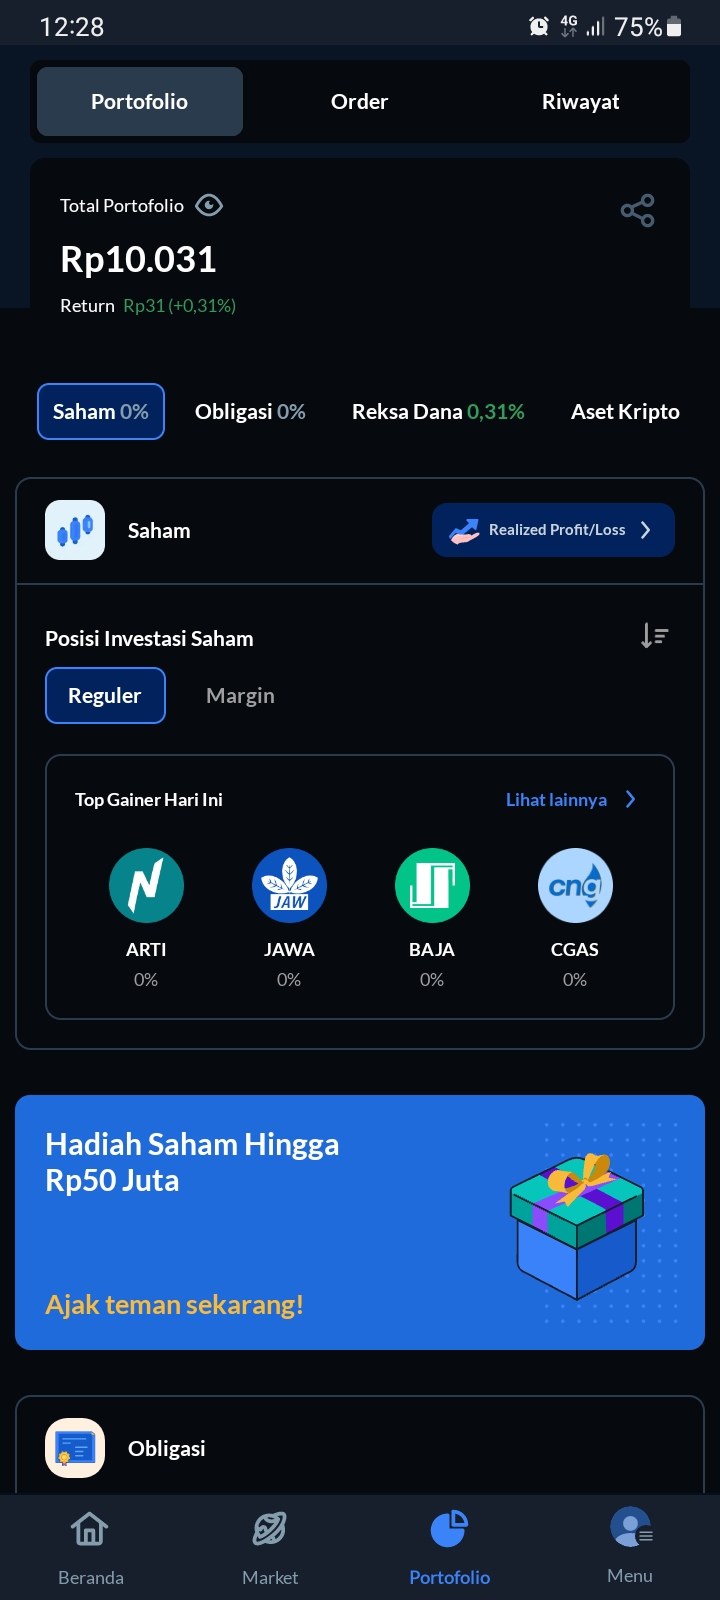 12:28
4G
75%
Portofolio
Order
Riwayat
Total Portofolio
Rp10.031
Return Rp31 (+0,31%)
Saham 0%
Obligasi 0%
Reksa Dana 0,31%
Aset Kripto
Saham
Realized Profit/Loss
Posisi Investasi Saham
Reguler
Margin
Top Gainer Hari Ini
Lihat lainnya
JAW
cng
ARTI
JAWA
BAJA
CGAS
0%
0%
0%
0%
Hadiah Saham Hingga
Rp50 Juta
Ajak teman sekarang!
Obligasi
Beranda
Market
Portofolio
Menu